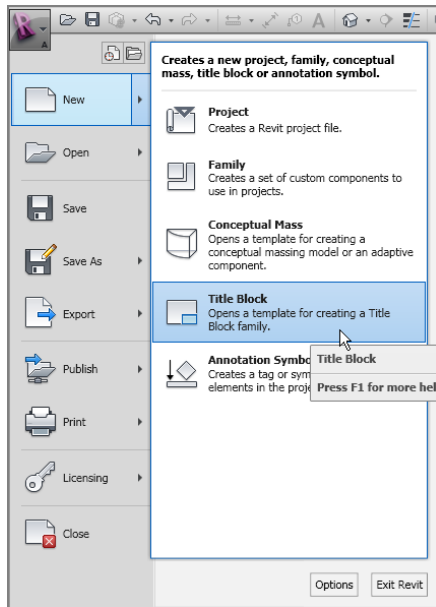 A
A
Creates a new project, family, conceptual
mass, title block or annotation symbol.
New
Project
Creates a Revit project file.
Open
Family
Creates a set of custom components to
use in projects.
Save
Conceptual Mass
Opens a template for creating a
conceptual massing model or an adaptive
component.
Save As
Title Block
Opens a template for creating a Title
Block family.
Export
Annotation Symbo
Creates a tag or sym
elements in the proje
Title Block
Press F1 for more hel
Publish
Print
Licensing
Close
Options
Exit Revit